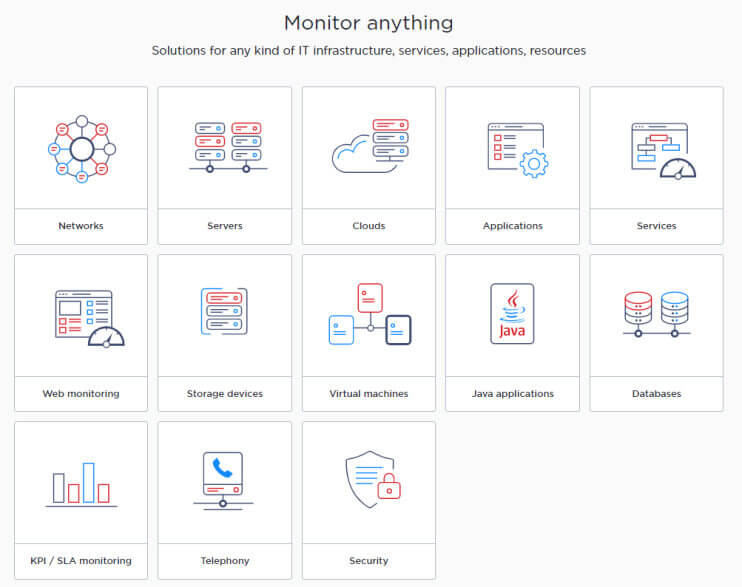 Monitor anything
Solutions for any kind of IT infrastructure, services, applications, resources
Networks
Servers
Clouds
Applications
Services
Web monitoring
Storage devices
Virtual machines
Java
Java applications
Databases
KPI / SLA monitoring
Telephony
Security